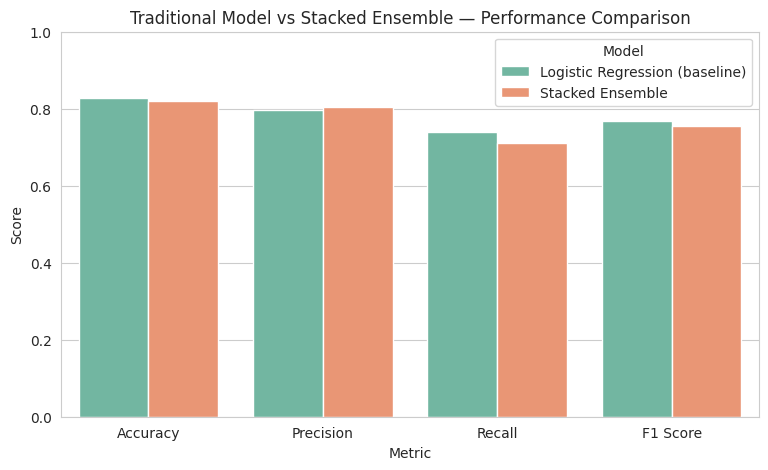 Traditional Model vs Stacked Ensemble — Performance Comparison
Model
Logistic Regression (baseline)
Stacked Ensemble
Score
1.0
0.8
0.6
0.4
0.2
0.0
Accuracy
Precision
Recall
F1 Score
Metric